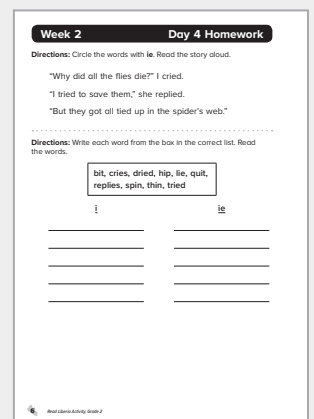 Week 2 Day 4 Homework
Directions: Circle the words with ie. Read the story aloud.
“Why did all the flies die?” I cried.
“I tried to save them,” she replied.
“But they got all tied up in the spider’s web.”
Directions: Write each word from the box in the correct list. Read
the words.
bit, cries, dried, hip, lie, quit,
replies, spin, thin, tried
i ie
6 Read Liberia Activity, Grade 2